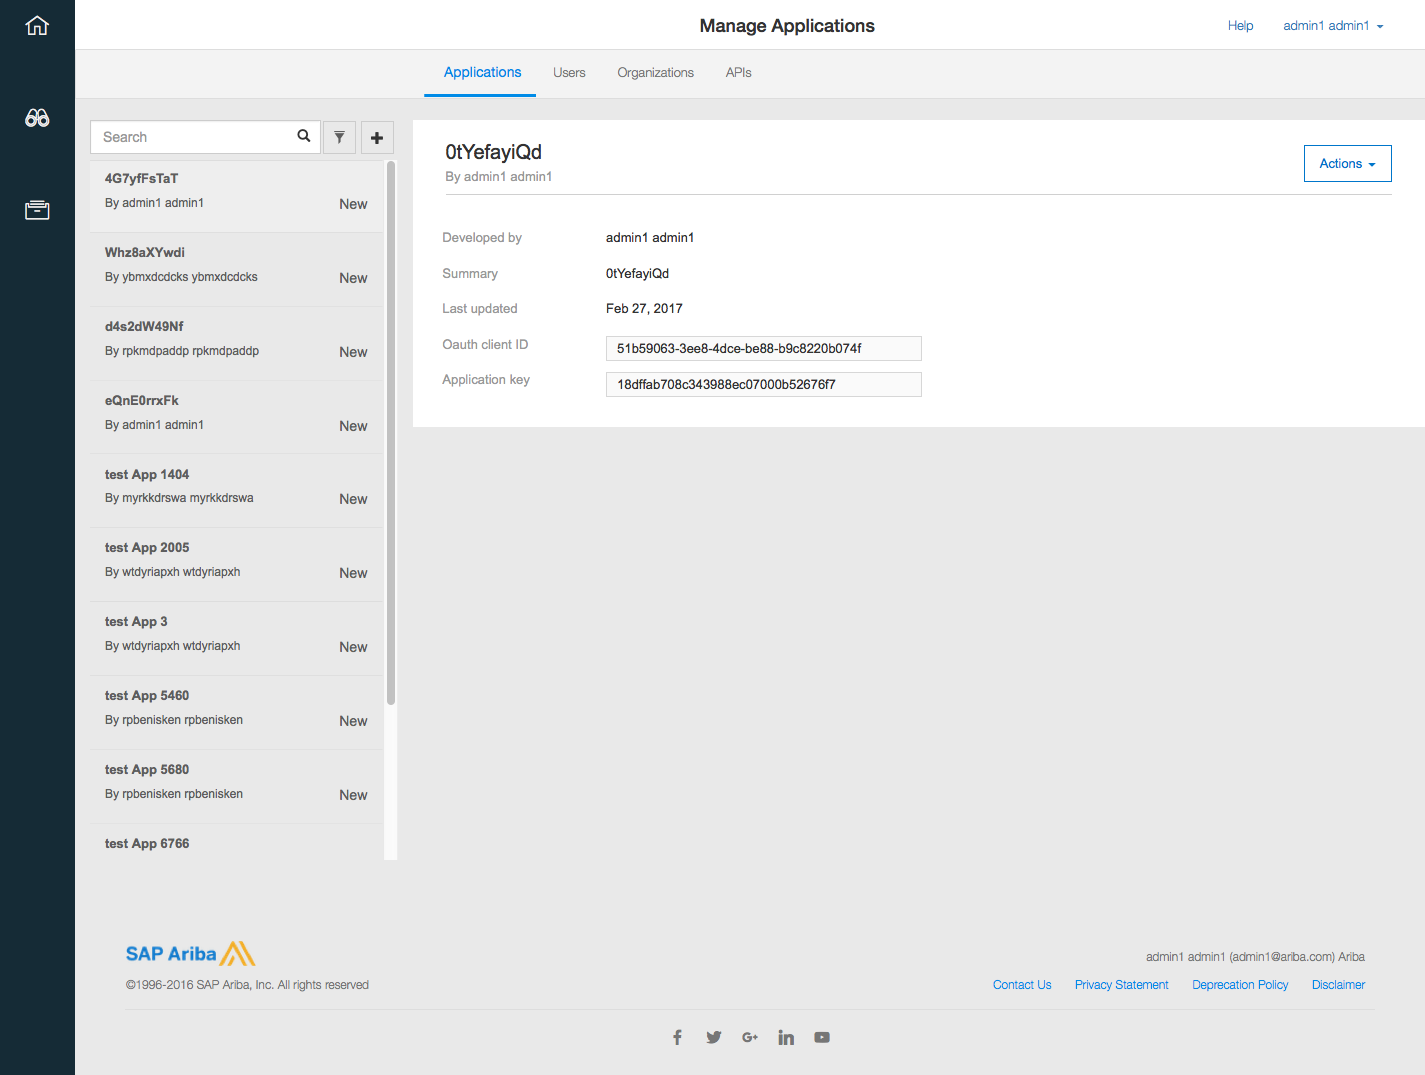 Manage Applications
Help
admin1 admin1
Applications
Users
Organizations
APIs
Search
4G7yfFsTaT
By admin1 admin1
New
Whz8aXYwdi
By ybmxdcdcks ybmxdcdcks
New
d4s2dW49Nf
By rpkmdpaddp rpkmdpaddp
New
eQnE0rrxFk
By admin1 admin1
New
test App 1404
By myrkkdrswa myrkkdrswa
New
test App 2005
By wtdyriapxh wtdyriapxh
New
test App 3
By wtdyriapxh wtdyriapxh
New
test App 5460
By rpbenisken rpbenisken
New
test App 5680
By rpbenisken rpbenisken
New
test App 6766
0tYefayiQd
By admin1 admin1
Actions
Developed by admin1 admin1
Summary 0tYefayiQd
Last updated Feb 27, 2017
Oauth client ID 51b59063-3ee8-4dce-be88-b9c8220b074f
Application key 18dffab708c343988ec07000b52676f7
SAP Ariba
©1996-2016 SAP Ariba, Inc. All rights reserved
admin1 admin1 (admin1@ariba.com) Ariba
Contact Us
Privacy Statement
Deprecation Policy
Disclaimer